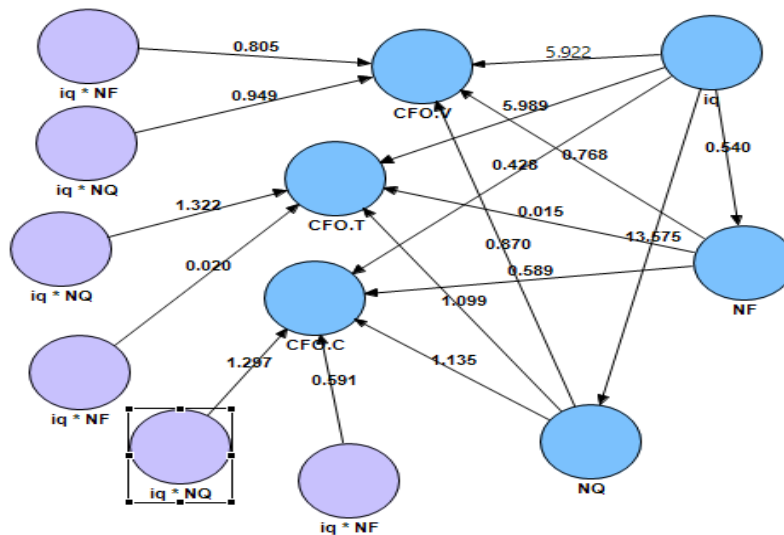 0.805
5.922
iq * NF
0.949
CFO.V
iq
iq * NQ
5.989
0.540
0.428
0.768
1.322
0.015
CFO.T
13.575
iq * NQ
0.020
0.870
0.589
NF
1.099
CFO.C
1.297
1.135
0.591
iq * NF
iq * NQ
NQ
iq * NF